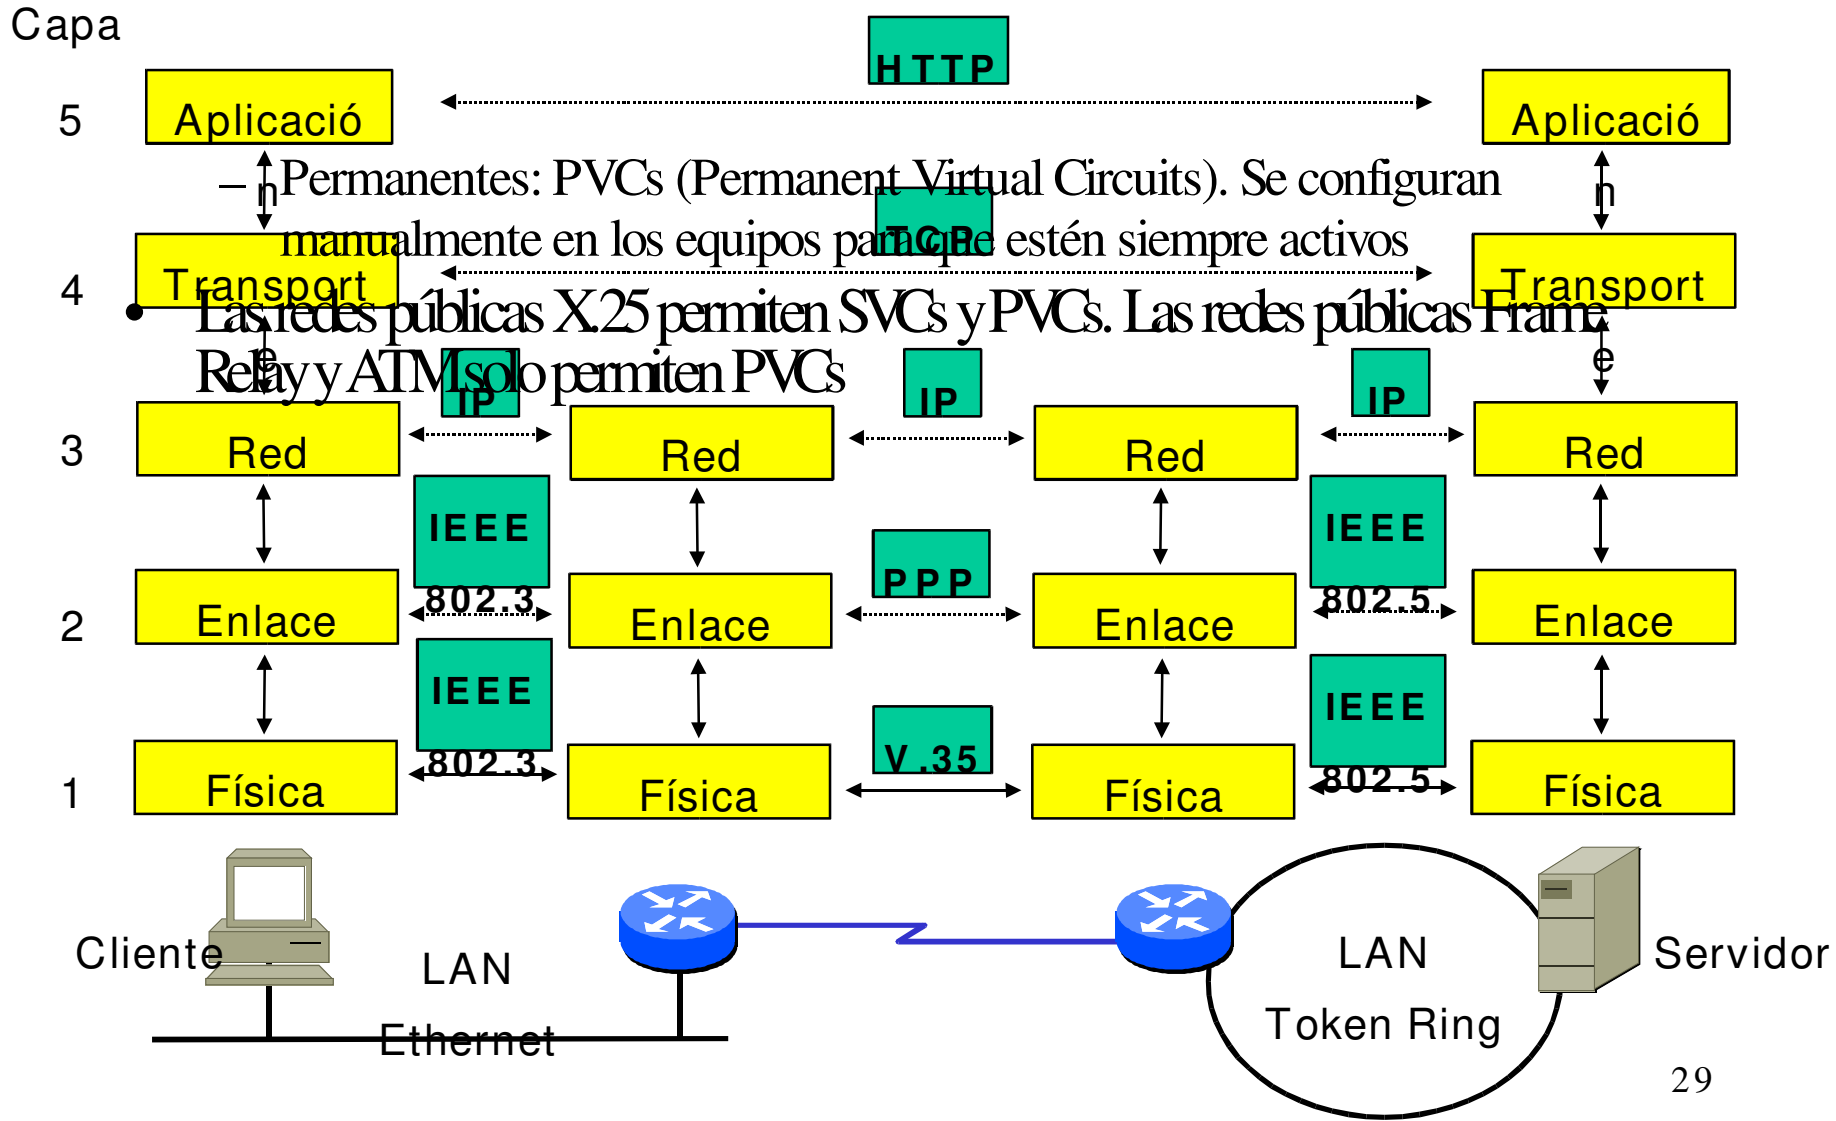 Capa
HTTP
5
Aplicació
n
Aplicació
n
– Permanentes: PVCs (Permanent Virtual Circuits). Se configuran
manualmente en los equipos para que estén siempre activos
TCP
4
Transport
e
Transport
e
• Las redes públicas X.25 permiten SVCs y PVCs. Las redes públicas Frame
Relay y ATM solo permiten PVCs
IP
IP
IP
3
Red
Red
Red
Red
IEEE
802.3
PPP
IEEE
802.5
2
Enlace
Enlace
Enlace
Enlace
IEEE
802.3
V.35
IEEE
802.5
1
Física
Física
Física
Física
Cliente
LAN
Ethernet
LAN
Token Ring
Servidor
29